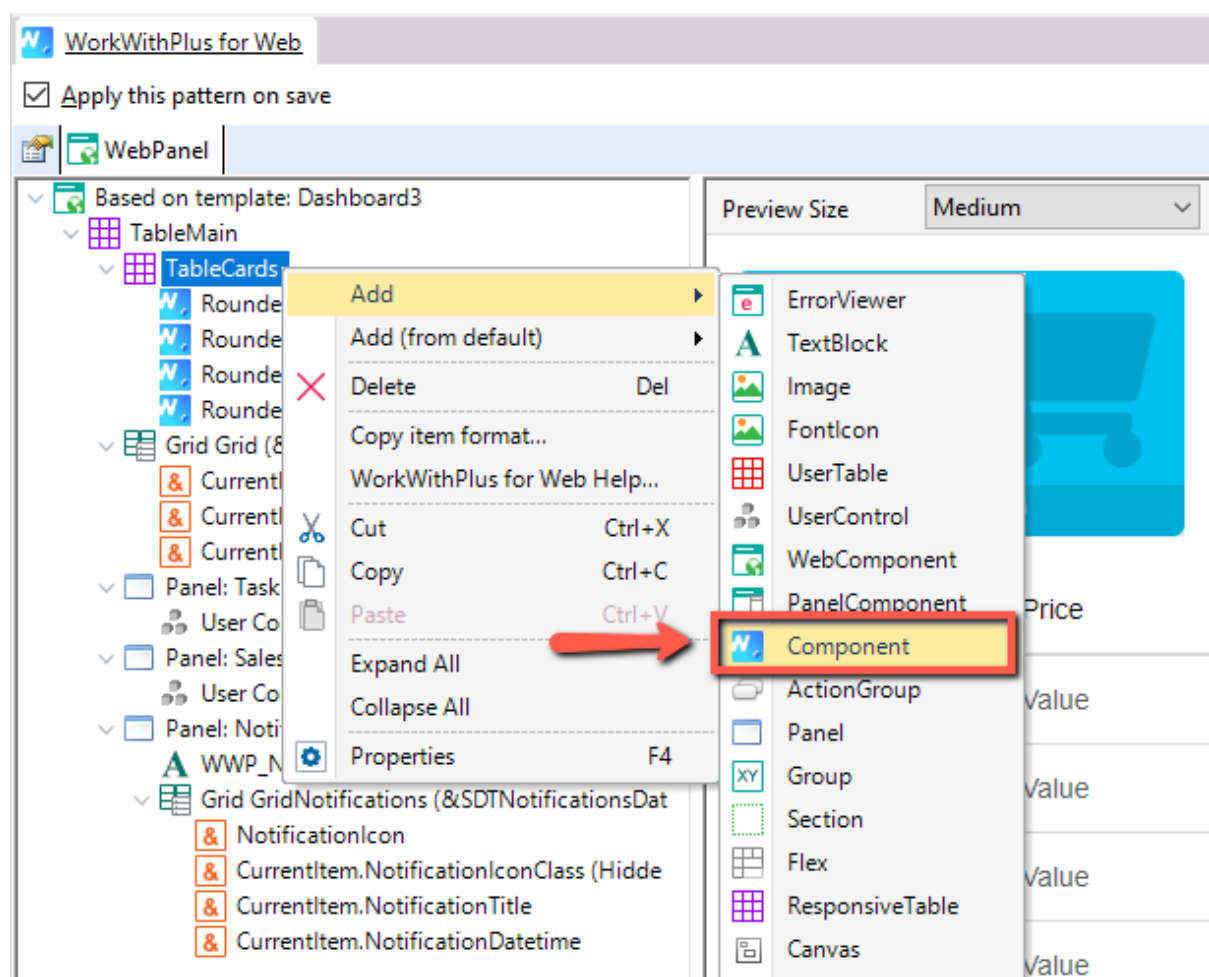 WorkWithPlus for Web
Apply this pattern on save
WebPanel
Based on template: Dashboard3
TableMain
TableCards
Rounde
Rounde
Rounde
Rounde
Grid Grid (&
CurrentI
CurrentI
CurrentI
Panel: Task
User Co
Panel: Sales
User Co
Panel: Noti
WWP_N
Grid GridNotifications (&SDTNotificationsDat
NotificationIcon
CurrentItem.NotificationIconClass (Hidde
CurrentItem.NotificationTitle
CurrentItem.NotificationDatetime
Add
Add (from default)
Delete Del
Copy item format...
WorkWithPlus for Web Help...
Cut Ctrl+X
Copy Ctrl+C
Paste Ctrl+V
Expand All
Collapse All
Properties F4
ErrorViewer
TextBlock
Image
FontIcon
UserTable
UserControl
WebComponent
PanelComponent
Component
ActionGroup
Panel
Group
Section
Flex
ResponsiveTable
Canvas
Preview Size Medium
Price
Value
Value
Value
Value